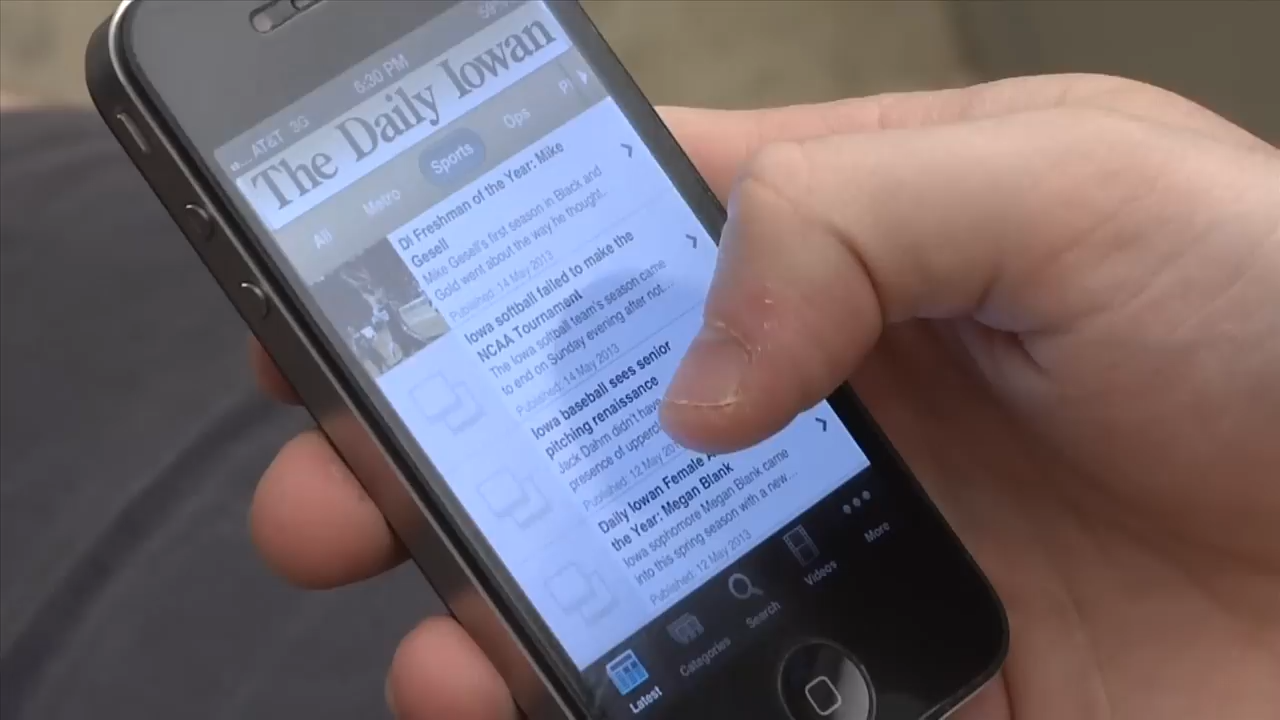 AT&T 3G
6:30 PM
The Daily Iowan
All
Metro
Sports
Ops
DI Freshman of the Year: Mike
Gesell
Mike Gesell's first season in Black and
Gold went about the way he thought...
Published: 14 May 2013
Iowa softball failed to make the
NCAA Tournament
The Iowa softball team's season came
to end on Sunday evening after not...
Published: 14 May 2013
Iowa baseball sees senior
pitching renaissance
Jack Dahm didn't have
presence of upperc
Published: 12 May 20
Daily Iowan Female A
the Year: Megan Blank
Iowa sophomore Megan Blank came
into this spring season with a new...
Published: 12 May 2013
Latest
Categories
Search
Videos
More